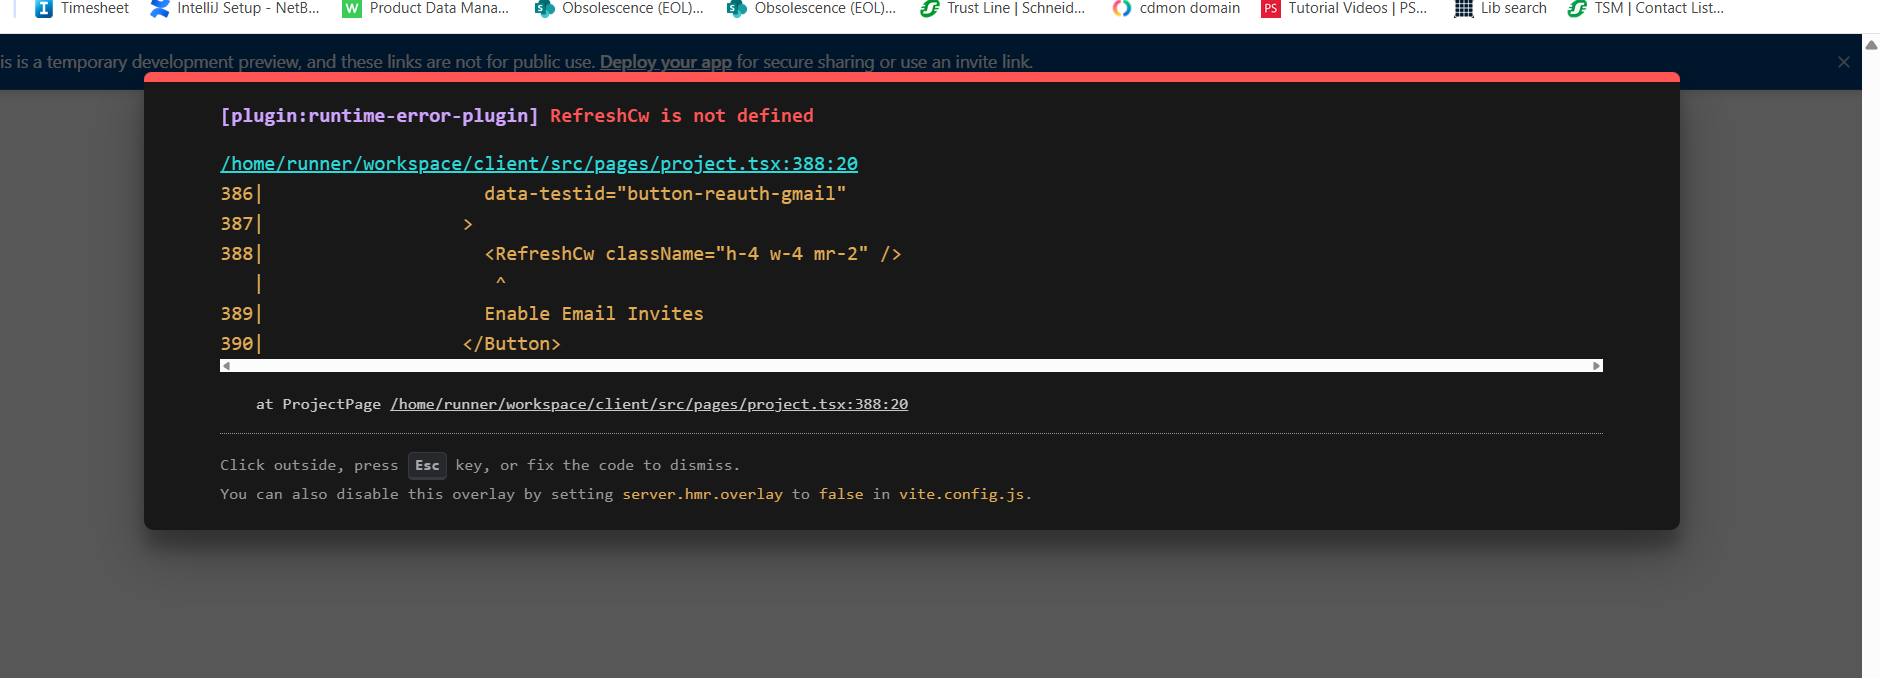 Timesheet IntelliJ Setup - NetB... W Product Data Mana... S Obsolescence (EOL)... S Obsolescence (EOL)... Trust Line | Schneid... cdmon domain PS Tutorial Videos | PS... Lib search TSM | Contact List...
is is a temporary development preview, and these links are not for public use. Deploy your app for secure sharing or use an invite link.
[plugin:runtime-error-plugin] RefreshCw is not defined
/home/runner/workspace/client/src/pages/project.tsx:388:20
386|                    data-testid="button-reauth-gmail"
387|                  >
388|                    <RefreshCw className="h-4 w-4 mr-2" />
   |                     ^
389|                    Enable Email Invites
390|                  </Button>
at ProjectPage /home/runner/workspace/client/src/pages/project.tsx:388:20
Click outside, press Esc key, or fix the code to dismiss.
You can also disable this overlay by setting server.hmr.overlay to false in vite.config.js.